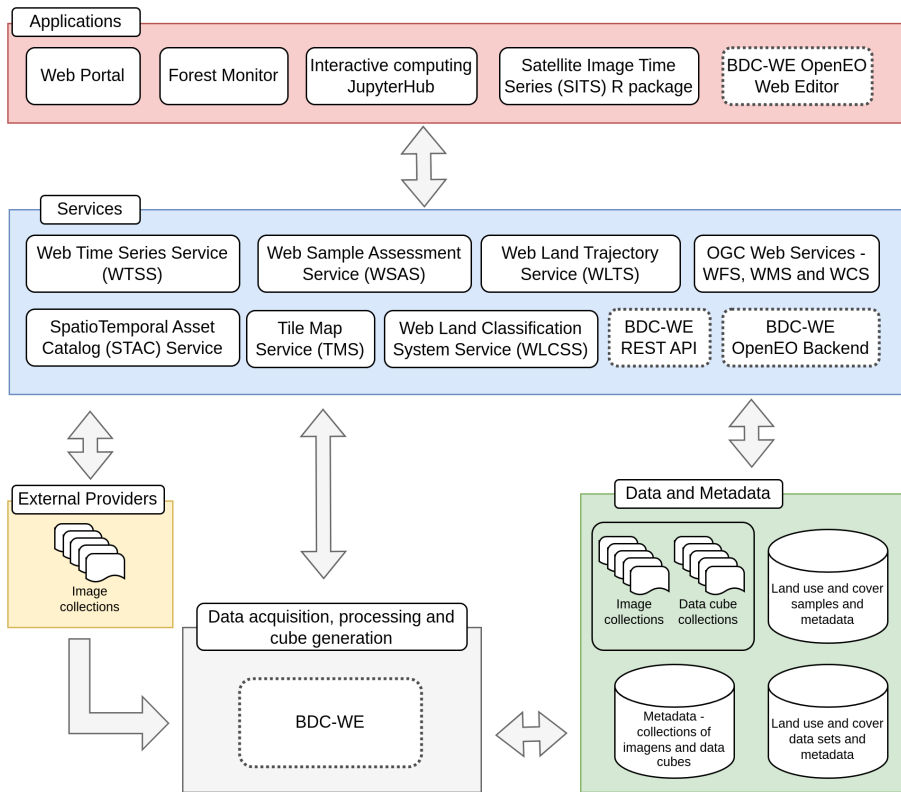 Applications
Web Portal
Forest Monitor
Interactive computing
JupyterHub
Satellite Image Time
Series (SITS) R package
BDC-WE OpenEO
Web Editor
Services
Web Time Series Service
(WTSS)
Web Sample Assessment
Service (WSAS)
Web Land Trajectory
Service (WLTS)
OGC Web Services -
WFS, WMS and WCS
SpatioTemporal Asset
Catalog (STAC) Service
Tile Map
Service (TMS)
Web Land Classification
System Service (WLCSS)
BDC-WE
REST API
BDC-WE
OpenEO Backend
External Providers
Image
collections
Data acquisition, processing and
cube generation
BDC-WE
Data and Metadata
Image
collections
Data cube
collections
Land use and cover
samples and
metadata
Metadata -
collections of
imagens and data
cubes
Land use and cover
data sets and
metadata